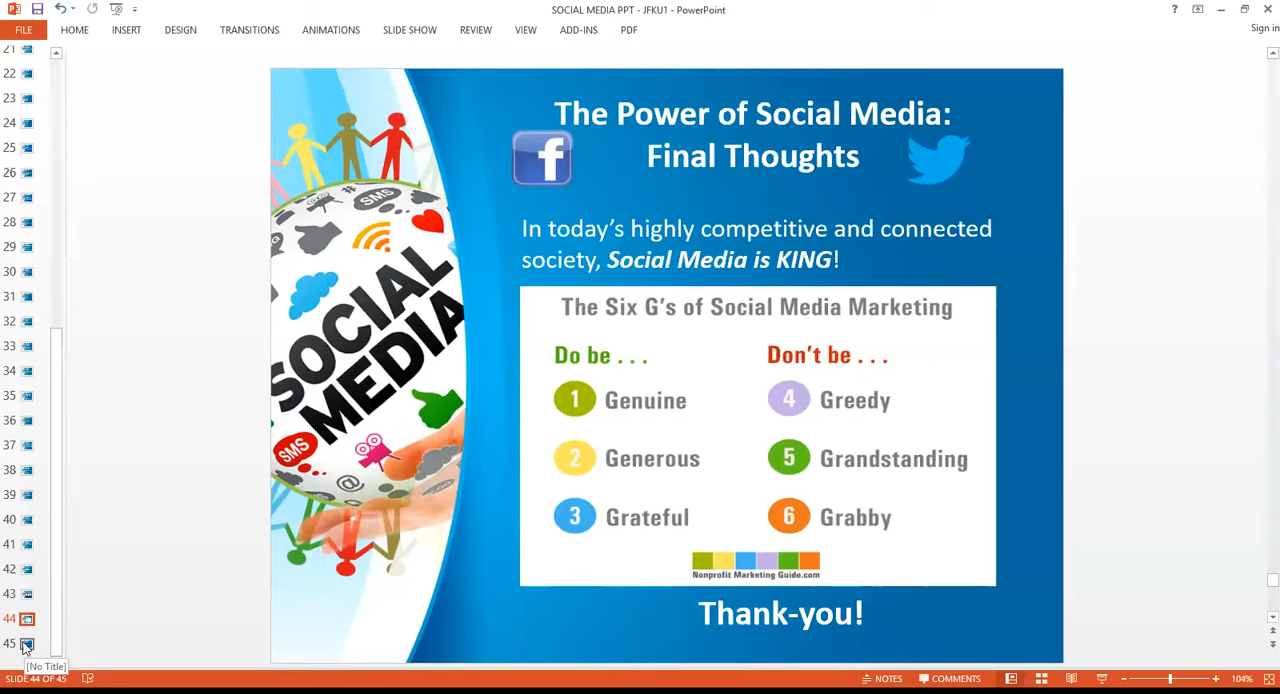 SOCIAL MEDIA PPT - JFKU1 - PowerPoint
?
FILE
HOME
INSERT
DESIGN
TRANSITIONS
ANIMATIONS
SLIDE SHOW
REVIEW
VIEW
ADD-INS
PDF
Sign in
21
22
23
24
25
26
27
28
29
30
31
32
33
34
35
36
37
38
39
40
41
42
43
44
45
[No Title]
SMS
SOCIAL
MEDIA
SMS
@
The Power of Social Media:
Final Thoughts
f
In today's highly competitive and connected
society, Social Media is KING!
The Six G's of Social Media Marketing
Do be . . .
Don't be . . .
1 Genuine
4 Greedy
2 Generous
5 Grandstanding
3 Grateful
6 Grabby
Nonprofit Marketing Guide.com
Thank-you!
SLIDE 44 OF 45
NOTES
COMMENTS
104%